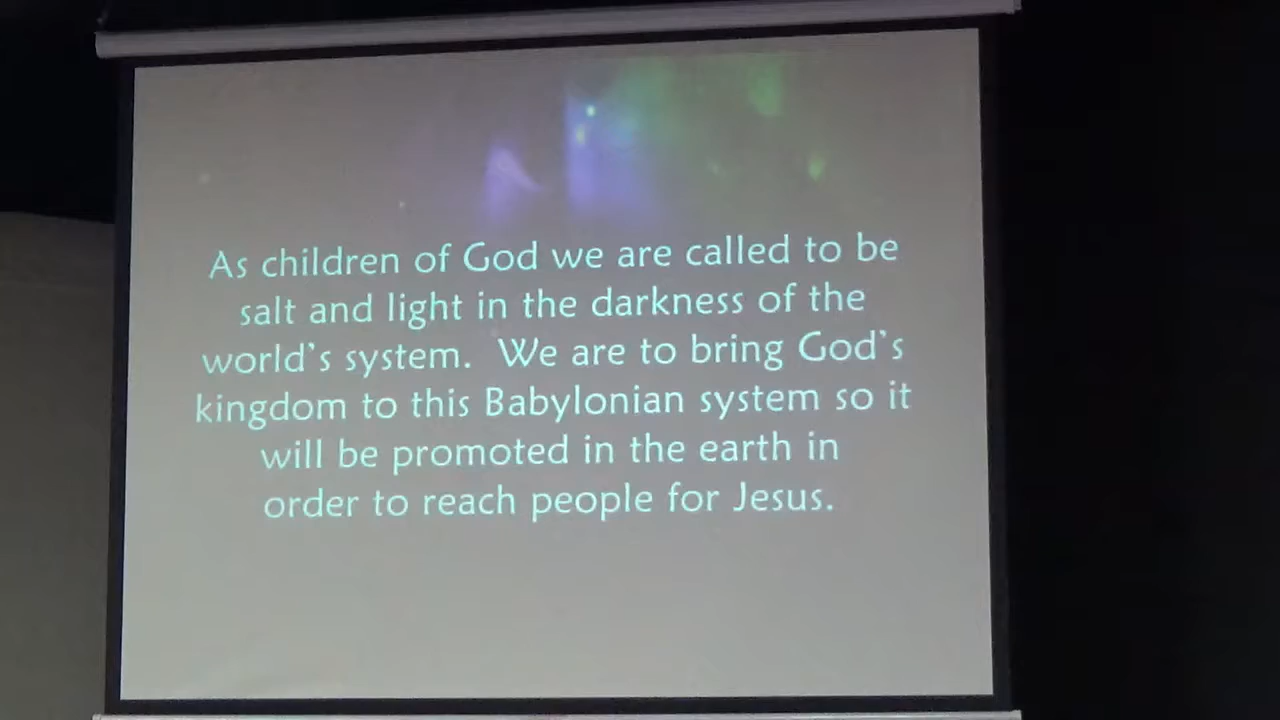 As children of God we are called to be
salt and light in the darkness of the
world's system.  We are to bring God's
kingdom to this Babylonian system so it
will be promoted in the earth in
order to reach people for Jesus.